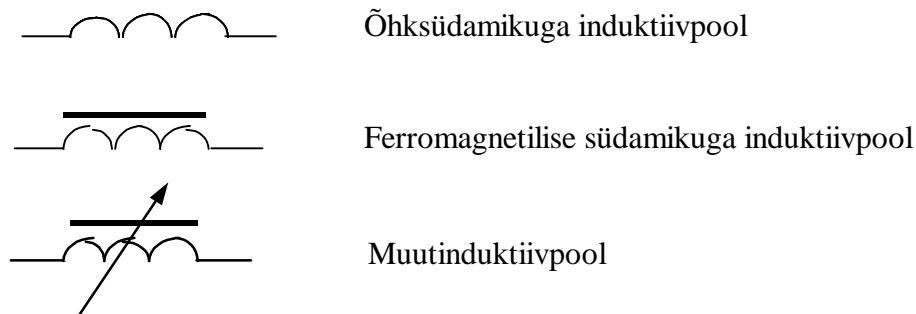 Õhksüdamikuga induktiivpool
Ferromagnetilise südamikuga induktiivpool
Muutinduktiivpool